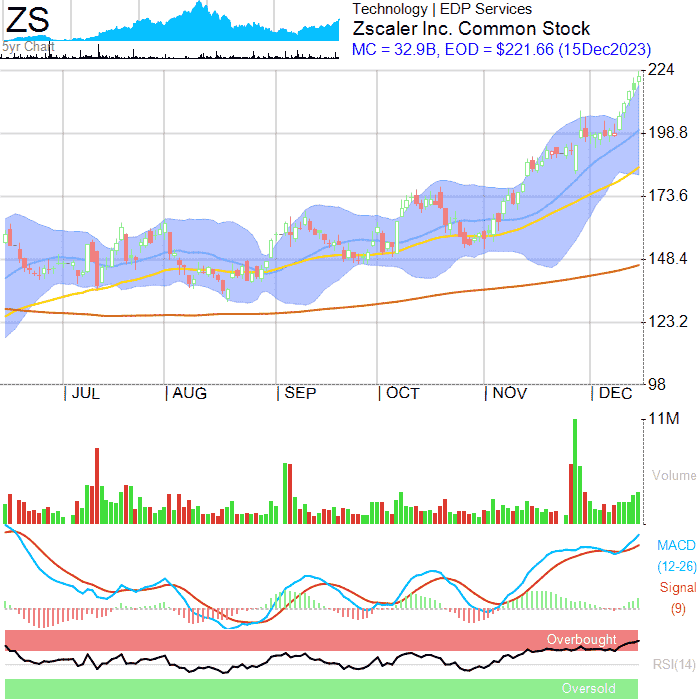 ZS
5yr Chart
Technology | EDP Services
Zscaler Inc. Common Stock
MC = 32.9B, EOD = $221.66 (15Dec2023)
224
198.8
173.6
148.4
123.2
98
JUL
AUG
SEP
OCT
NOV
DEC
11M
Volume
MACD
(12-26)
Signal
(9)
Overbought
RSI(14)
Oversold